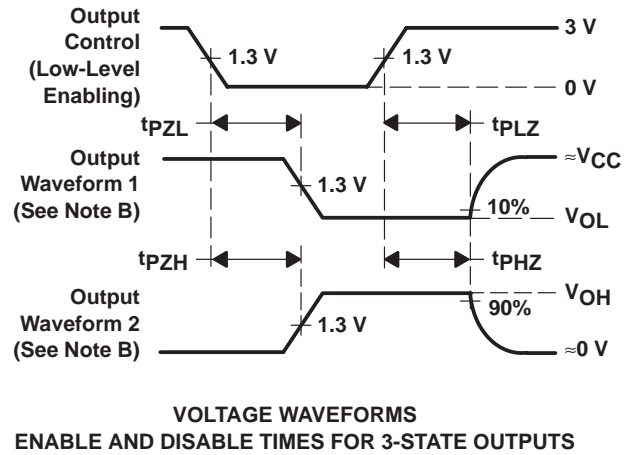 Output
Control
(Low-Level
Enabling)
1.3 V
1.3 V
3 V
0 V
tPZL
tPLZ
Output
Waveform 1
(See Note B)
1.3 V
10%
≈VCC
VOL
tPZH
tPHZ
Output
Waveform 2
(See Note B)
1.3 V
90%
VOH
≈0 V
VOLTAGE WAVEFORMS
ENABLE AND DISABLE TIMES FOR 3-STATE OUTPUTS